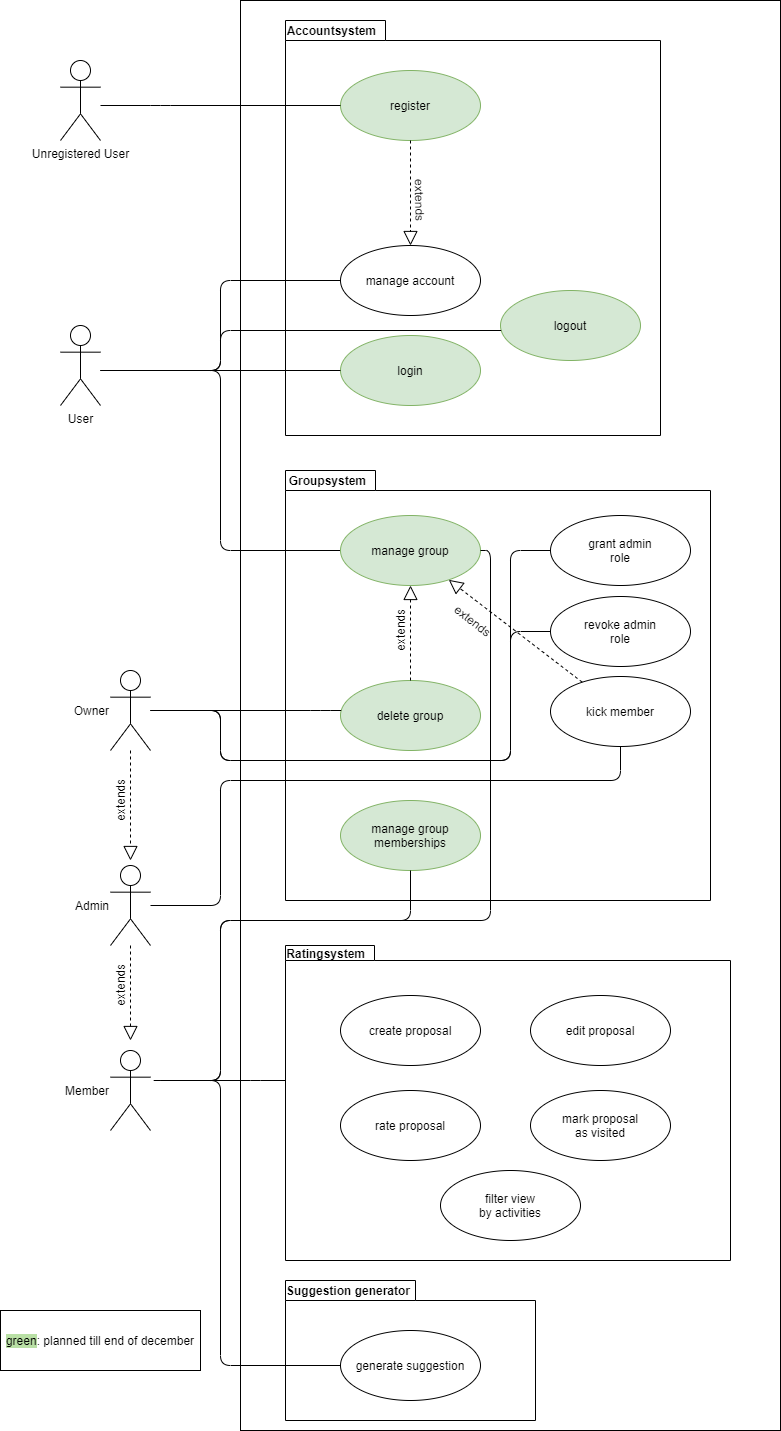 Accountsystem
register
Unregistered User
extends
manage account
logout
login
User
Groupsystem
manage group
grant admin
role
extends
extends
revoke admin
role
Owner
delete group
kick member
extends
manage group
memberships
Admin
extends
Ratingsystem
create proposal
edit proposal
Member
rate proposal
mark proposal
as visited
filter view
by activities
Suggestion generator
green: planned till end of december
generate suggestion